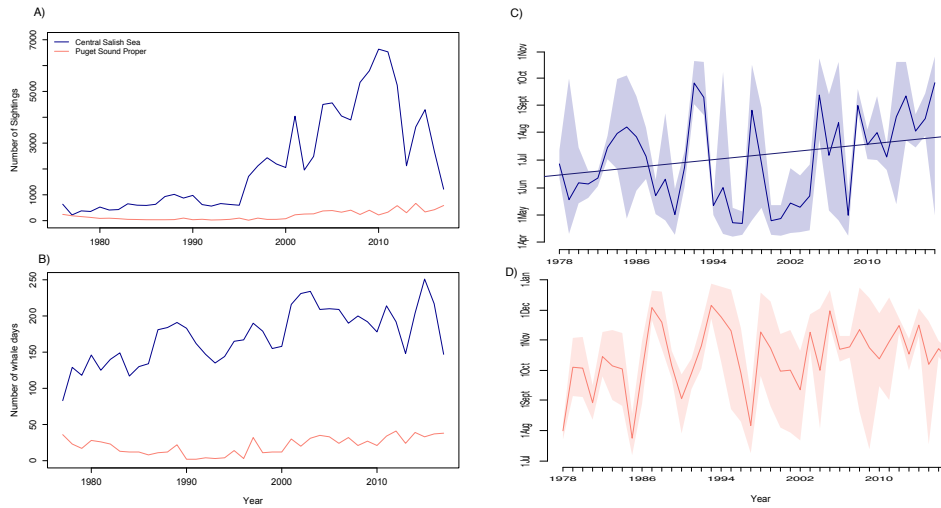 A)
Central Salish Sea
Puget Sound Proper
Number of Sightings
0
1000
3000
5000
7000
1980
1990
2000
2010
B)
Number of whale days
0
50
100
150
200
250
1980
1990
2000
2010
Year
C)
1Nov
1Oct
1Sept
1Aug
1Jul
1Jun
1May
1Apr
1978
1986
1994
2002
2010
D)
1Jan
1Dec
1Nov
1Oct
1Sept
1Aug
1Jul
1978
1986
1994
2002
2010
Year